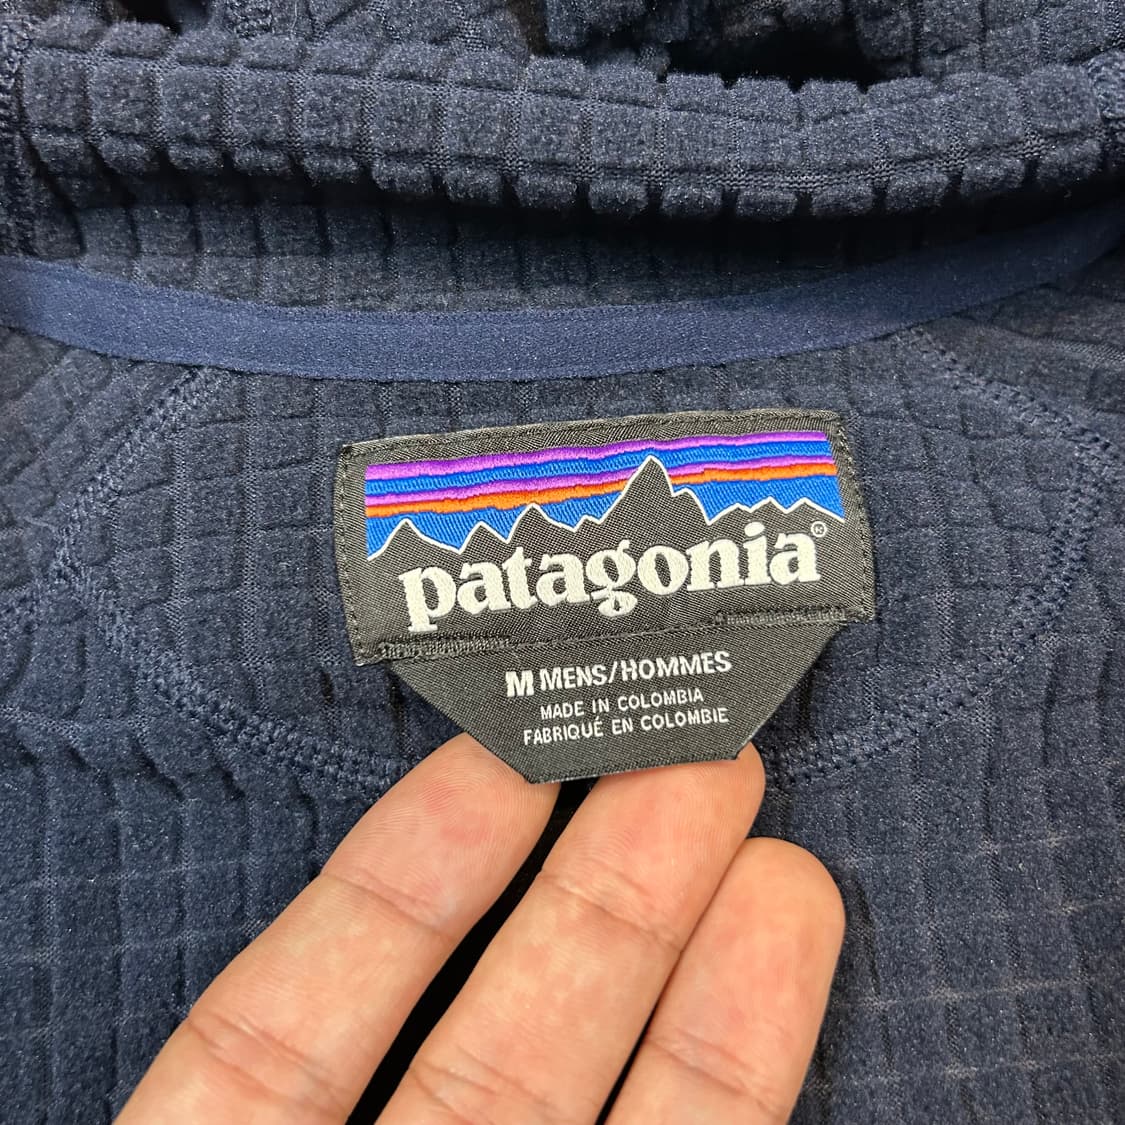 patagonia®
M MENS/HOMMES
MADE IN COLOMBIA
FABRIQUÉ EN COLOMBIE